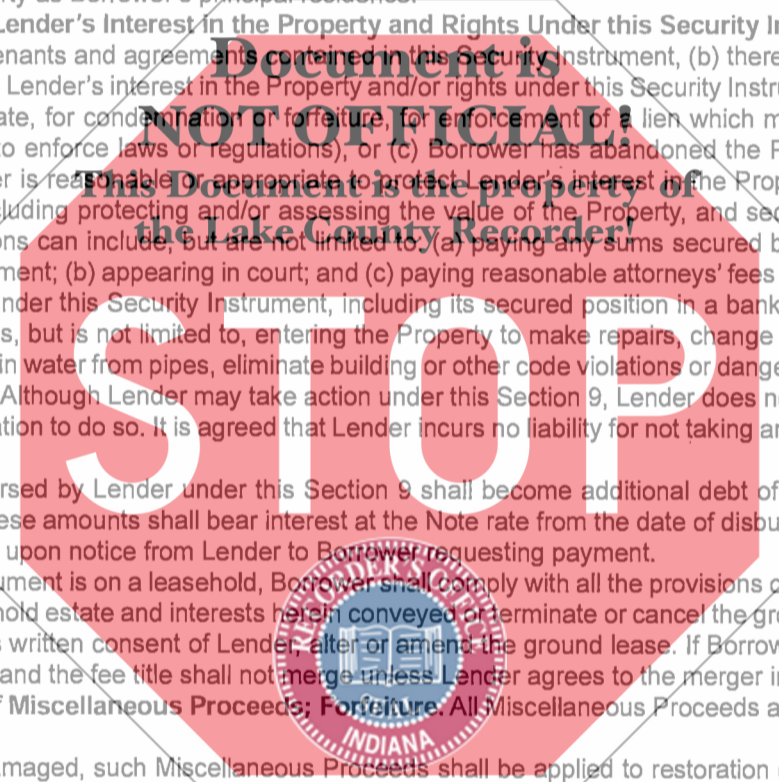 ty as Borrower's principal residence.
Lender's Interest in the Property and Rights Under this Security I
enants and agreements contained in this Security Instrument, (b) there
Document is
Lender's interest in the Property and/or rights under this Security Instru
ate, for condemnation or forfeiture, for enforcement of a lien which m
NOT OFFICIAL!
to enforce laws or regulations), or (c) Borrower has abandoned the P
er is reasonable or appropriate to protect Lender's interest in the Prop
This Document is the property of
luding protecting and/or assessing the value of the Property, and sec
the Lake County Recorder!
ons can include, but are not limited to: (a) paying any sums secured b
ment; (b) appearing in court; and (c) paying reasonable attorneys' fees
nder this Security Instrument, including its secured position in a bank
s, but is not limited to, entering the Property to make repairs, change
in water from pipes, eliminate building or other code violations or dange
Although Lender may take action under this Section 9, Lender does n
tion to do so. It is agreed that Lender incurs no liability for not taking an
STOP
rsed by Lender under this Section 9 shall become additional debt of
ese amounts shall bear interest at the Note rate from the date of disbu
upon notice from Lender to Borrower requesting payment.
ument is on a leasehold, Borrower shall comply with all the provisions o
hold estate and interests herein conveyed or terminate or cancel the gr
written consent of Lender, alter or amend the ground lease. If Borrow
and the fee title shall not merge unless Lender agrees to the merger i
f Miscellaneous Proceeds; Forfeiture. All Miscellaneous Proceeds a
RECORDER'S OFFICE
SEAL
INDIANA
maged, such Miscellaneous Proceeds shall be applied to restoration